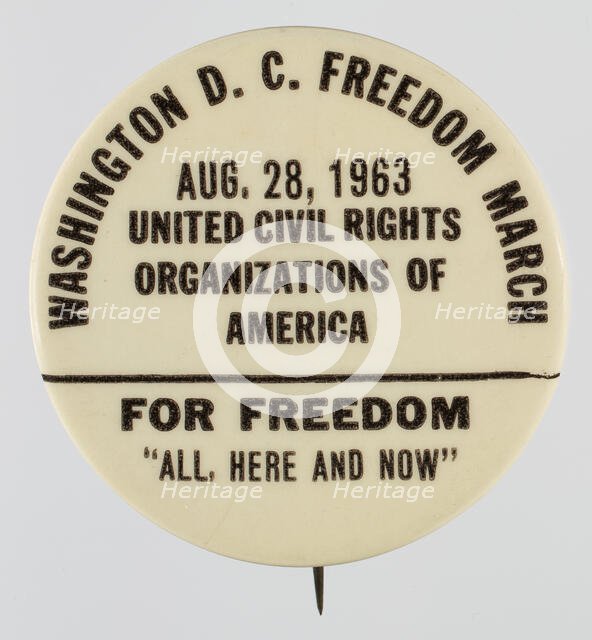 WASHINGTON D. C. FREEDOM MARCH
AUG. 28, 1963
UNITED CIVIL RIGHTS
ORGANIZATIONS OF
AMERICA
FOR FREEDOM
"ALL, HERE AND NOW"
Heritage Heritage
Heritage Heritage Heritage
Heritage Heritage
©